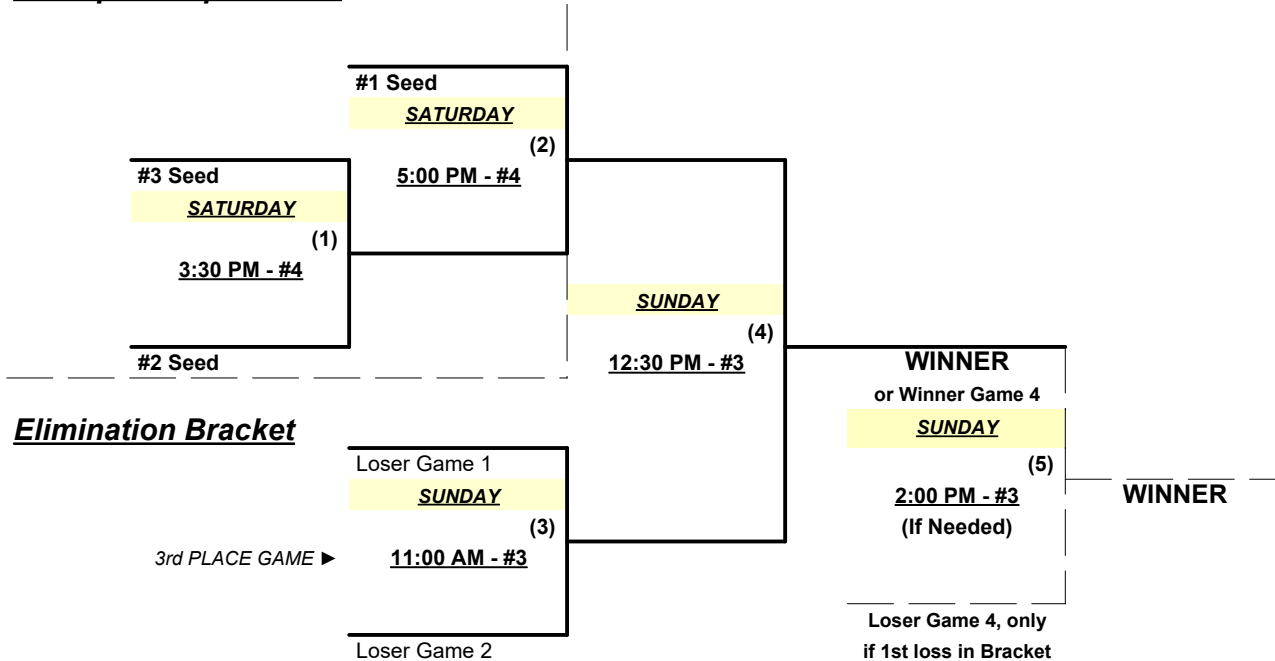 #1 Seed
SATURDAY
(2)
5:00 PM - #4
#3 Seed
SATURDAY
(1)
3:30 PM - #4
#2 Seed
SUNDAY
(4)
12:30 PM - #3
WINNER
or Winner Game 4
SUNDAY
(5)
2:00 PM - #3
(If Needed)
WINNER
Elimination Bracket
Loser Game 1
SUNDAY
(3)
3rd PLACE GAME ►
11:00 AM - #3
Loser Game 2
Loser Game 4, only
if 1st loss in Bracket